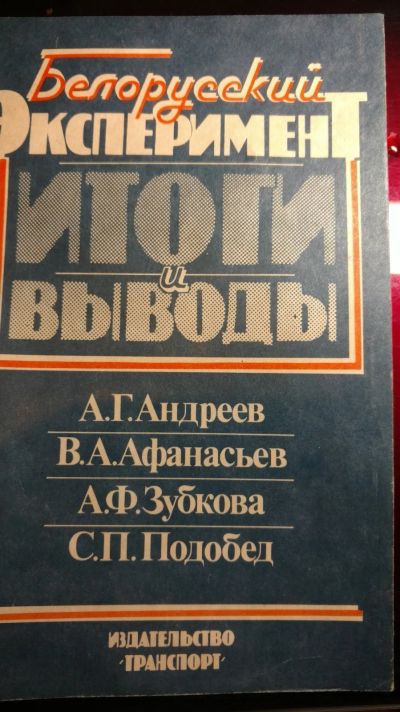 Белорусский
ЭКСПЕРИМЕНТ
ИТОГИ
и
ВЫВОДЫ
А.Г.Андреев
В.А.Афанасьев
А.Ф.Зубкова
С.П.Подобед
ИЗДАТЕЛЬСТВО
·ТРАНСПОРТ·